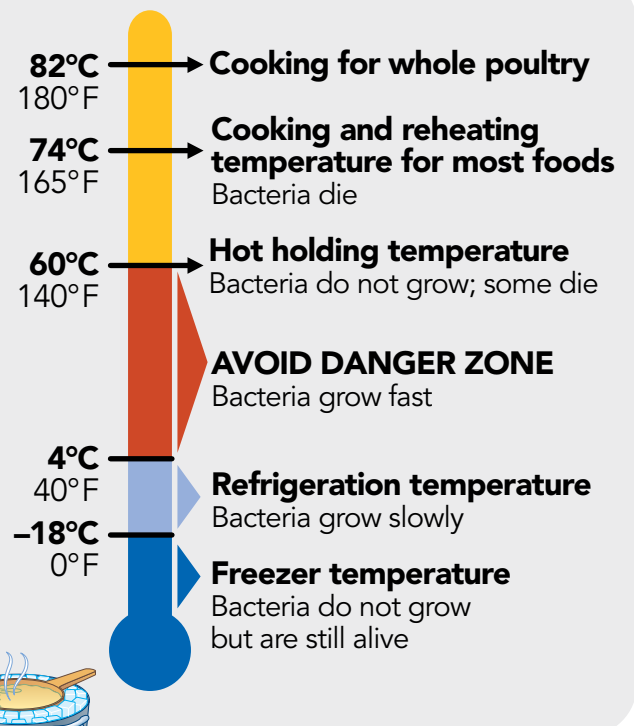 82°C
180°F
Cooking for whole poultry
74°C
165°F
Cooking and reheating
temperature for most foods
Bacteria die
60°C
140°F
Hot holding temperature
Bacteria do not grow; some die
AVOID DANGER ZONE
Bacteria grow fast
4°C
40°F
Refrigeration temperature
Bacteria grow slowly
–18°C
0°F
Freezer temperature
Bacteria do not grow
but are still alive